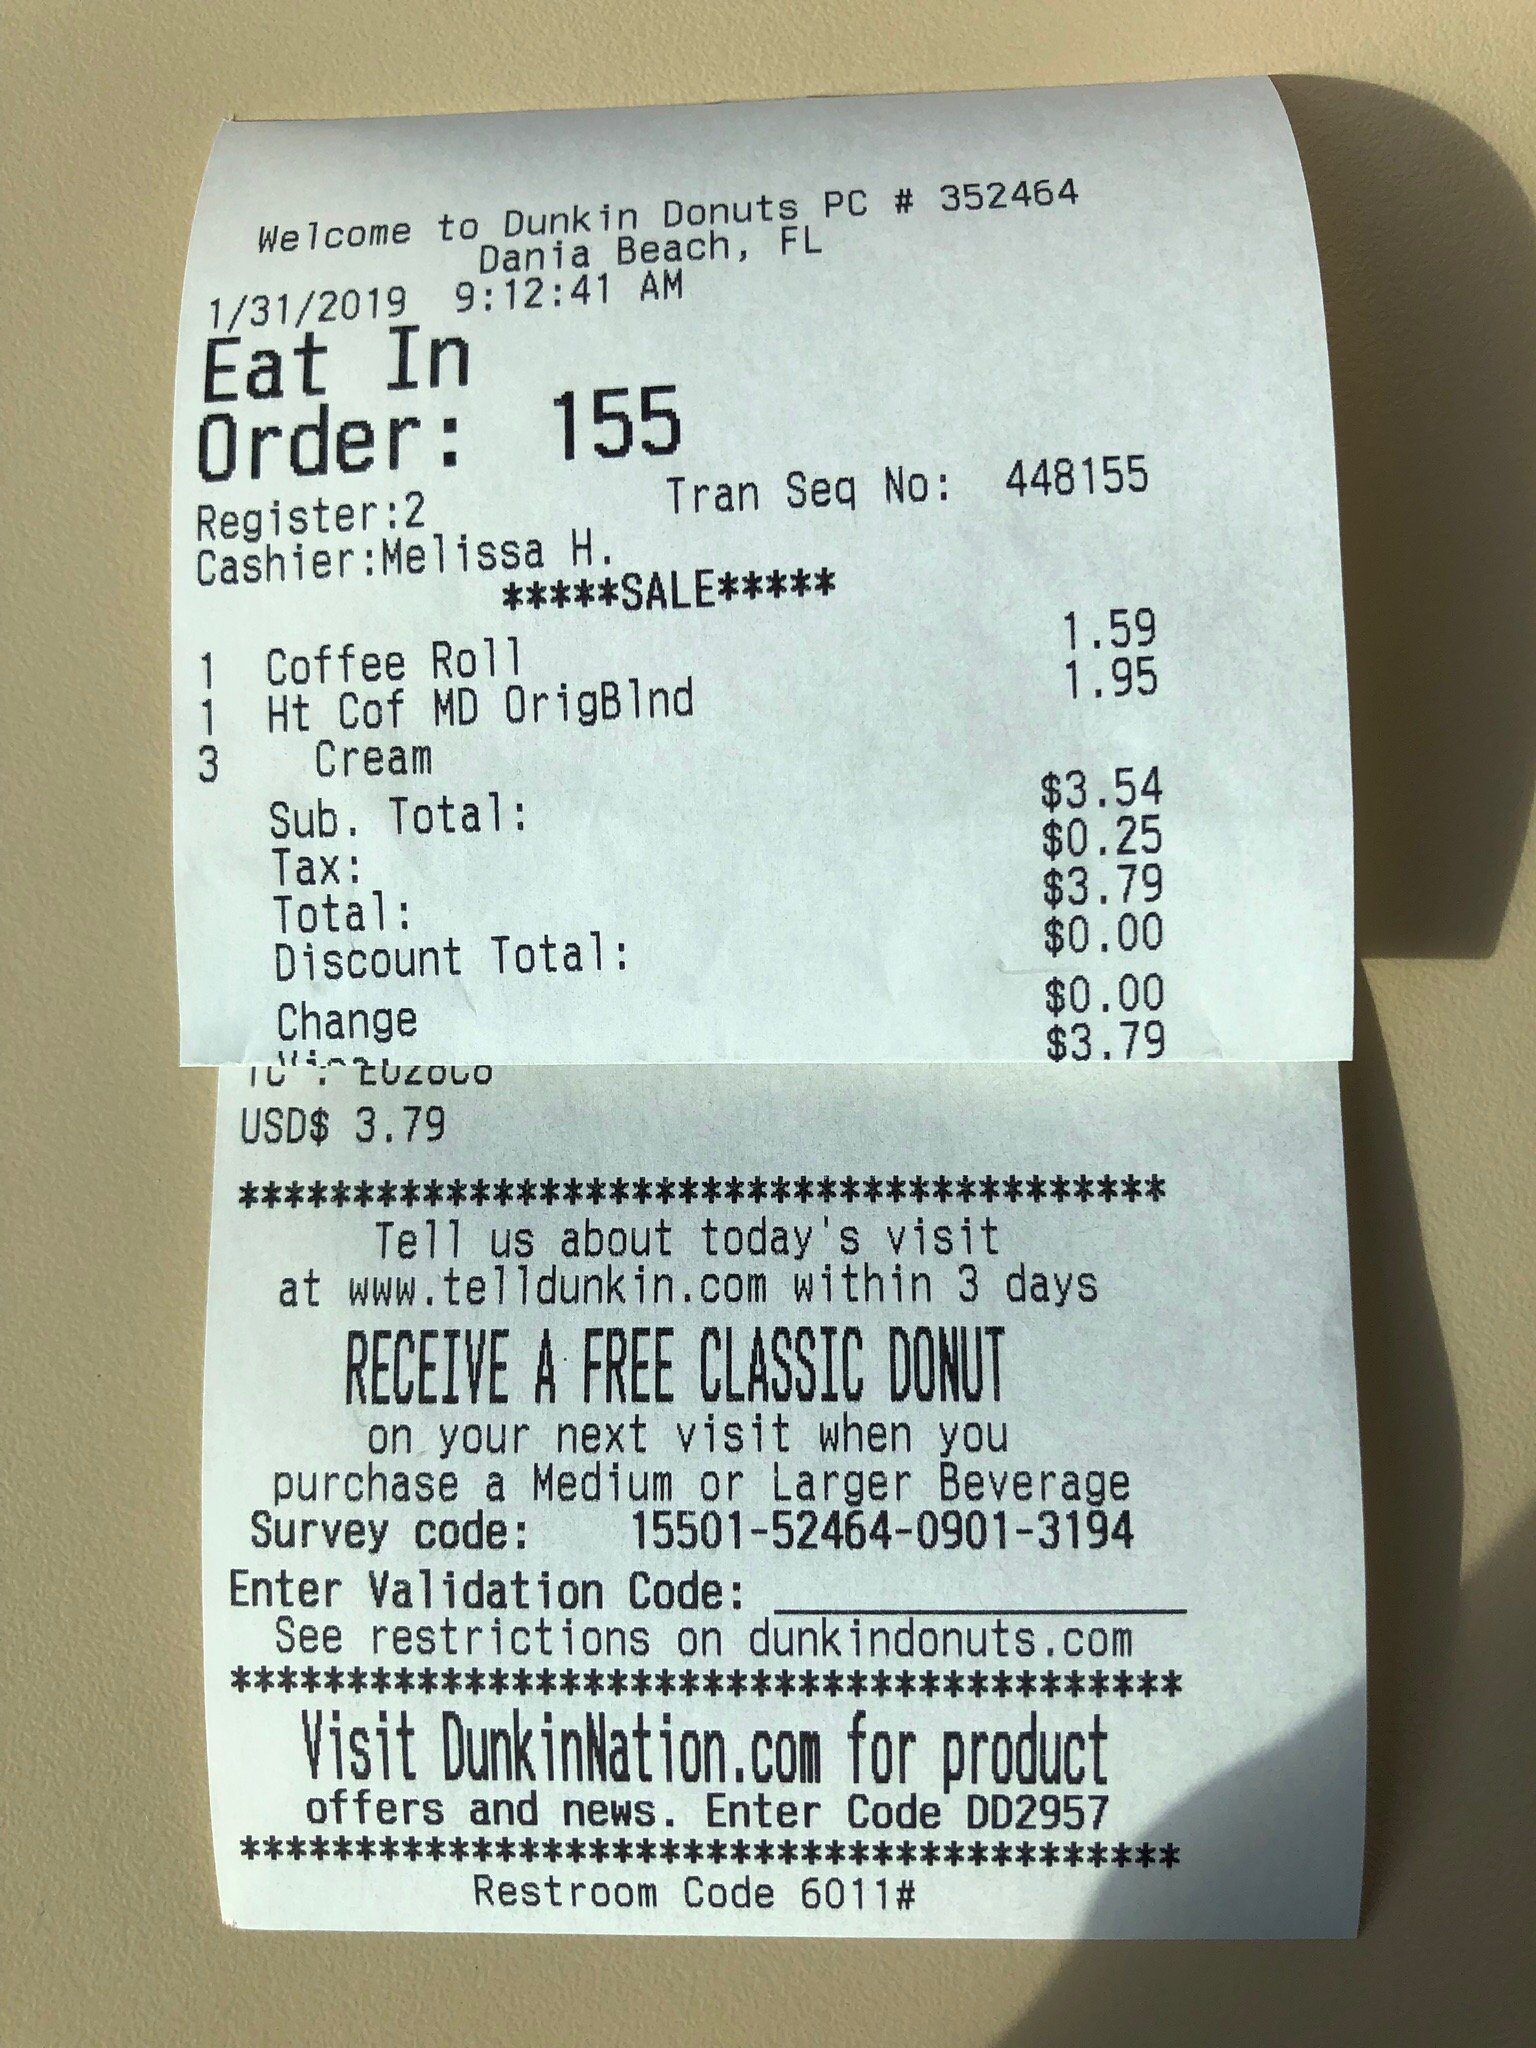 Welcome to Dunkin Donuts PC # 352464
Dania Beach, FL
1/31/2019 9:12:41 AM
Eat In
Order: 155
Register:2 Tran Seq No: 448155
Cashier:Melissa H.
*****SALE*****
1 Coffee Roll 1.59
1 Ht Cof MD OrigBlnd 1.95
3 Cream
Sub. Total: $3.54
Tax: $0.25
Total: $3.79
Discount Total: $0.00
Change $0.00
$3.79
USD$ 3.79
****************************************
Tell us about today's visit
at www.telldunkin.com within 3 days
RECEIVE A FREE CLASSIC DONUT
on your next visit when you
purchase a Medium or Larger Beverage
Survey code: 15501-52464-0901-3194
Enter Validation Code: _______________
See restrictions on dunkindonuts.com
****************************************
Visit DunkinNation.com for product
offers and news. Enter Code DD2957
****************************************
Restroom Code 6011#